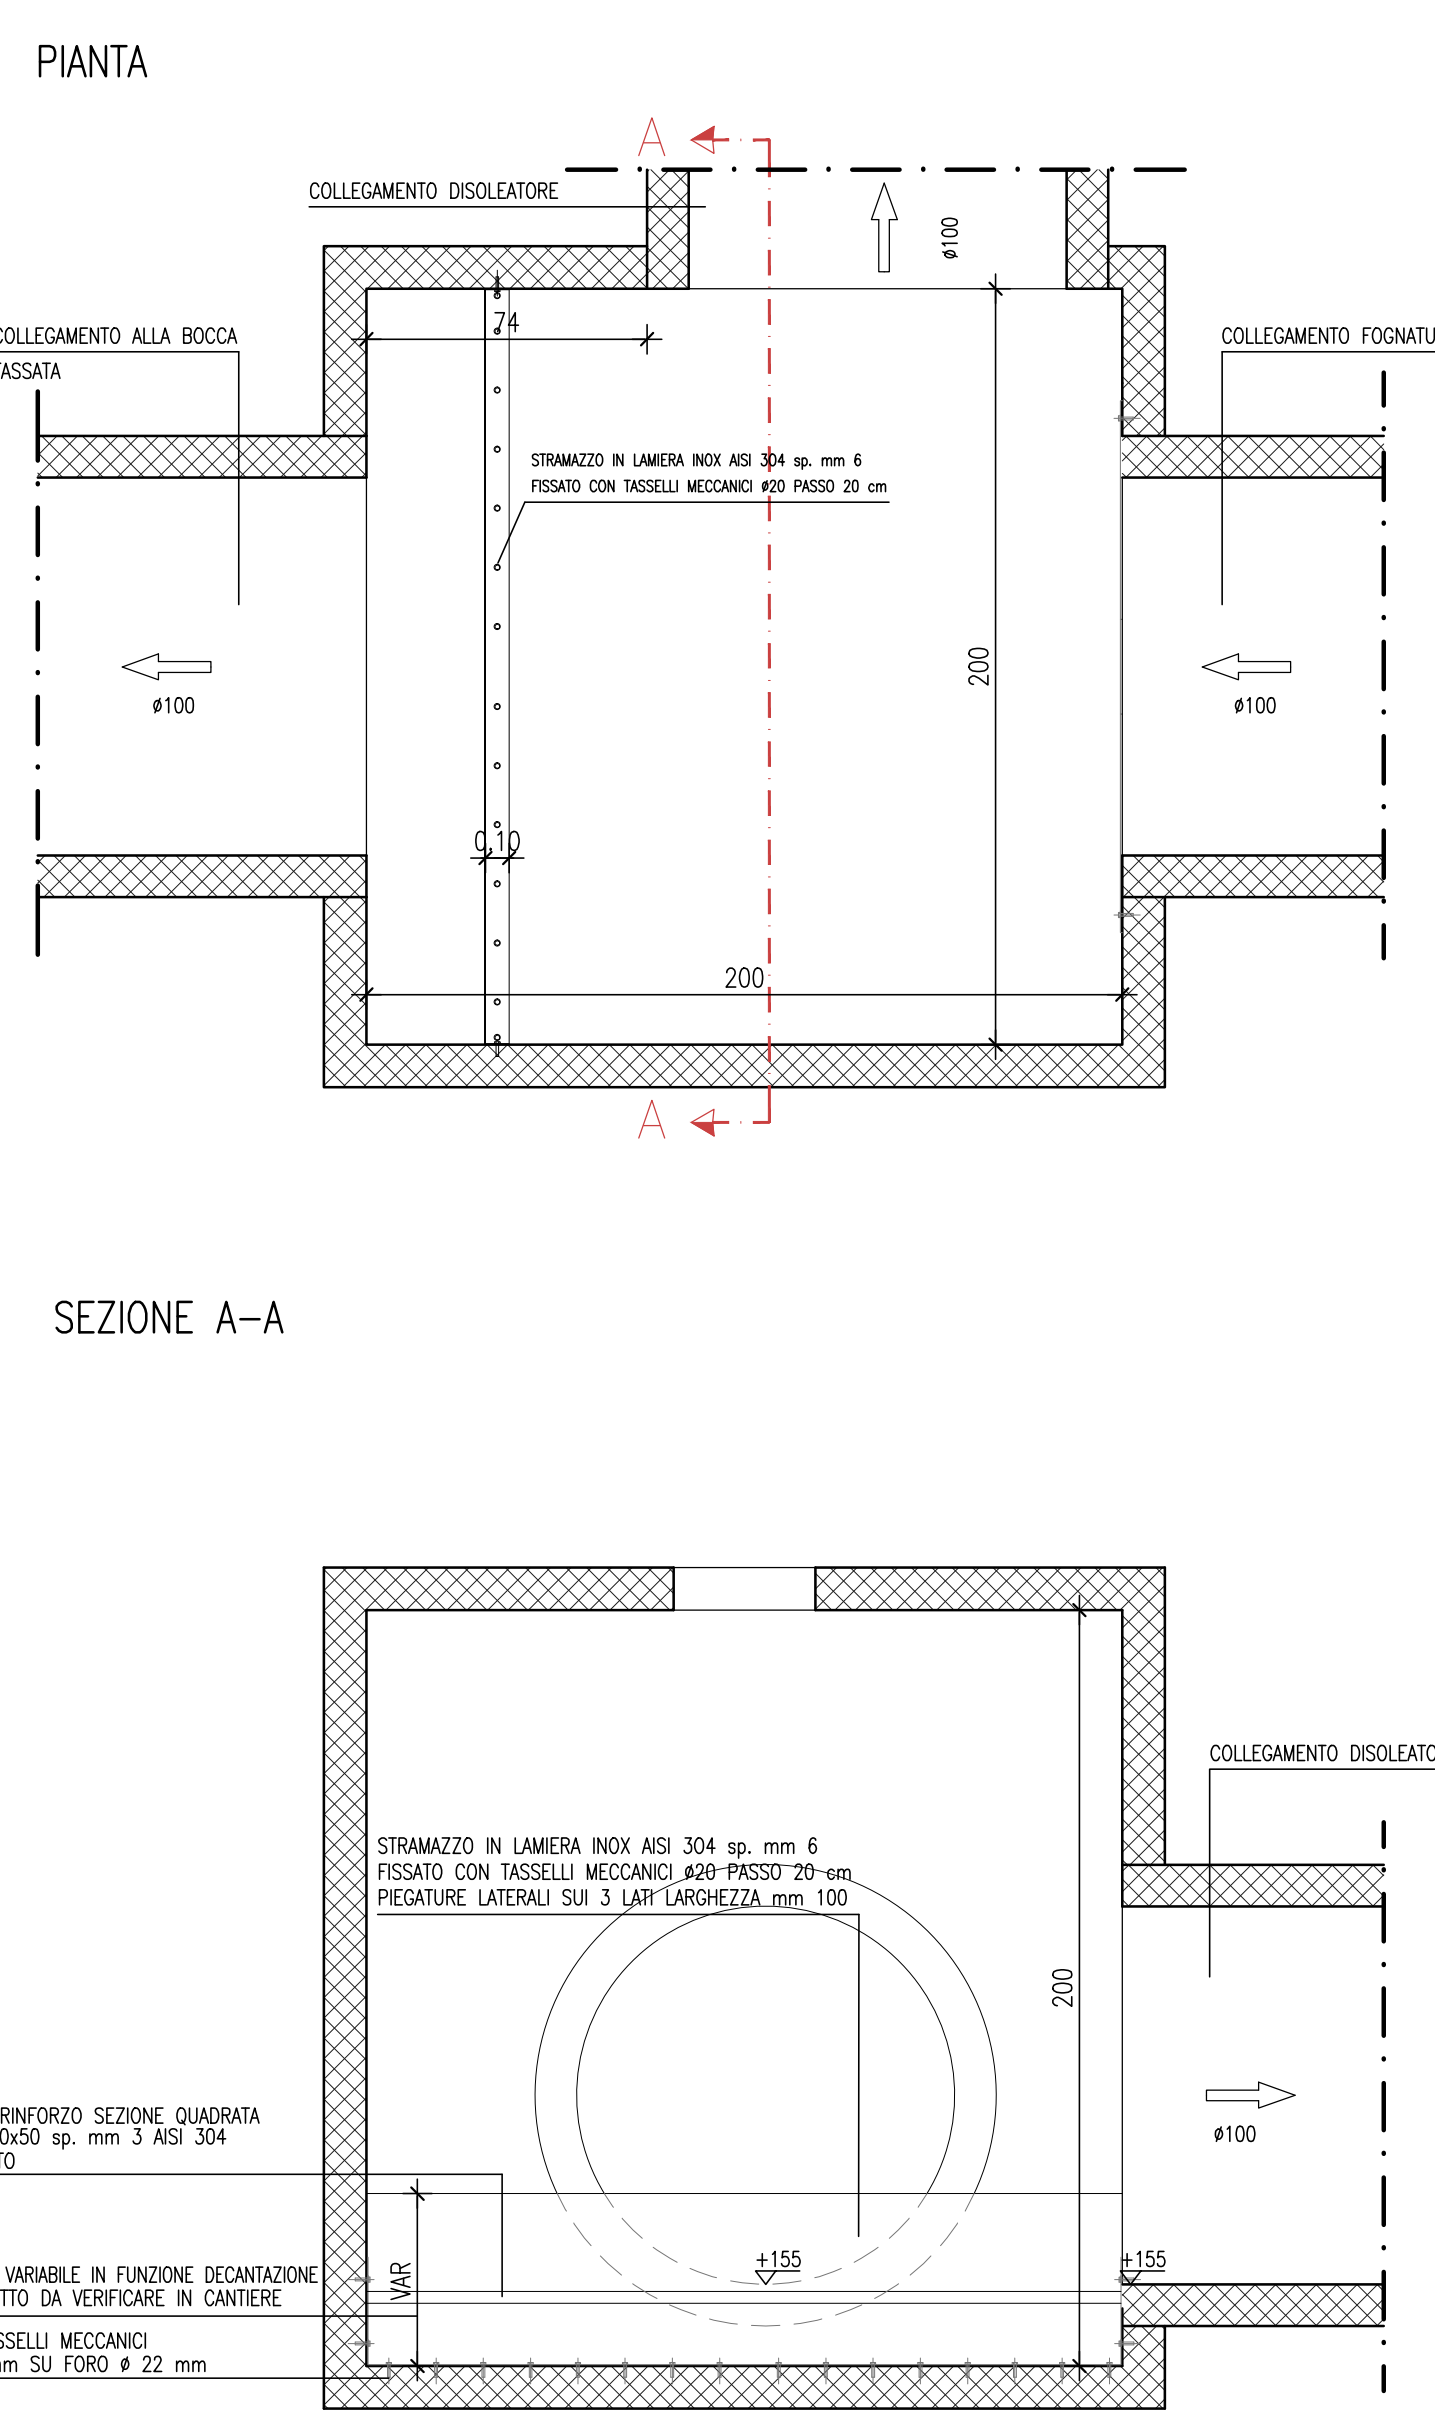 PIANTA
A
COLLEGAMENTO DISOLEATORE
ø100
74
COLLEGAMENTO ALLA BOCCA
TASSATA
COLLEGAMENTO FOGNATU
STRAMAZZO IN LAMIERA INOX AISI 304 sp. mm 6
FISSATO CON TASSELLI MECCANICI ø20 PASSO 20 cm
200
ø100
ø100
0,10
200
A
SEZIONE A-A
COLLEGAMENTO DISOLEATO
STRAMAZZO IN LAMIERA INOX AISI 304 sp. mm 6
FISSATO CON TASSELLI MECCANICI ø20 PASSO 20 cm
PIEGATURE LATERALI SUI 3 LATI LARGHEZZA mm 100
200
RINFORZO SEZIONE QUADRATA
0x50 sp. mm 3 AISI 304
TO
ø100
+155
+155
VAR
VARIABILE IN FUNZIONE DECANTAZIONE
TTO DA VERIFICARE IN CANTIERE
SSELLI MECCANICI
mm SU FORO ø 22 mm